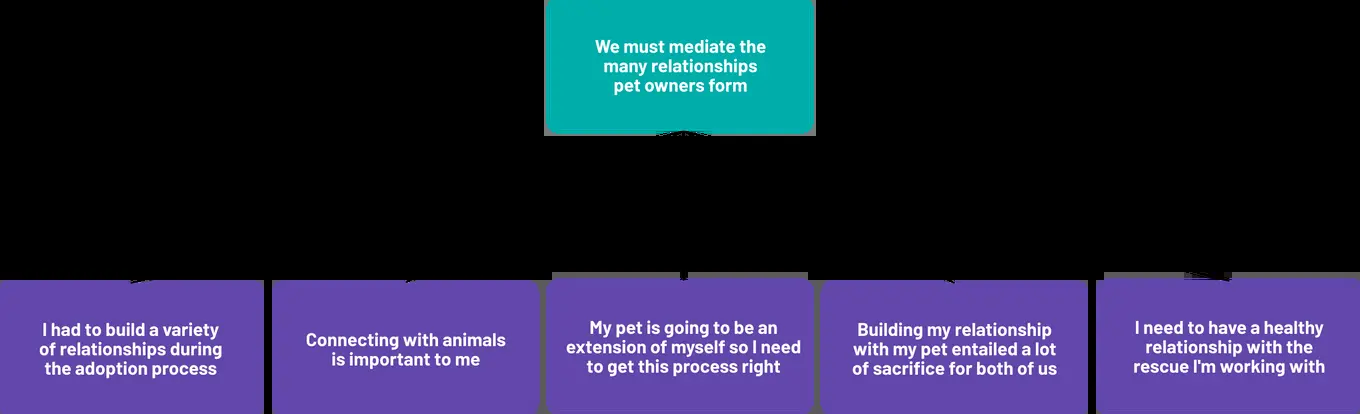 We must mediate the
many relationships
pet owners form
I had to build a variety
of relationships during
the adoption process
Connecting with animals
is important to me
My pet is going to be an
extension of myself so I need
to get this process right
Building my relationship
with my pet entailed a lot
of sacrifice for both of us
I need to have a healthy
relationship with the
rescue I'm working with